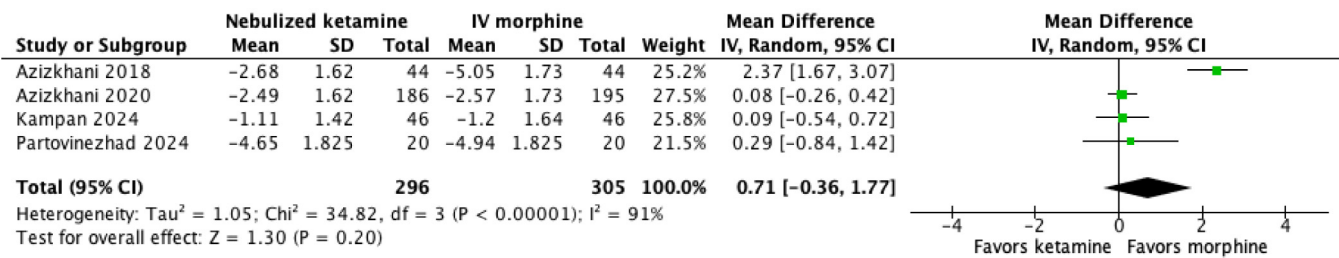 Nebulized ketamine IV morphine Mean Difference Mean Difference
Study or Subgroup Mean SD Total Mean SD Total Weight IV, Random, 95% CI IV, Random, 95% CI
Azizkhani 2018 −2.68 1.62 44 −5.05 1.73 44 25.2% 2.37 [1.67, 3.07]
Azizkhani 2020 −2.49 1.62 186 −2.57 1.73 195 27.5% 0.08 [−0.26, 0.42]
Kampan 2024 −1.11 1.42 46 −1.2 1.64 46 25.8% 0.09 [−0.54, 0.72]
Partovinezhad 2024 −4.65 1.825 20 −4.94 1.825 20 21.5% 0.29 [−0.84, 1.42]
Total (95% CI) 296 305 100.0% 0.71 [−0.36, 1.77]
Heterogeneity: Tau² = 1.05; Chi² = 34.82, df = 3 (P < 0.00001); I² = 91%
Test for overall effect: Z = 1.30 (P = 0.20)
−4 −2 0 2 4
Favors ketamine Favors morphine